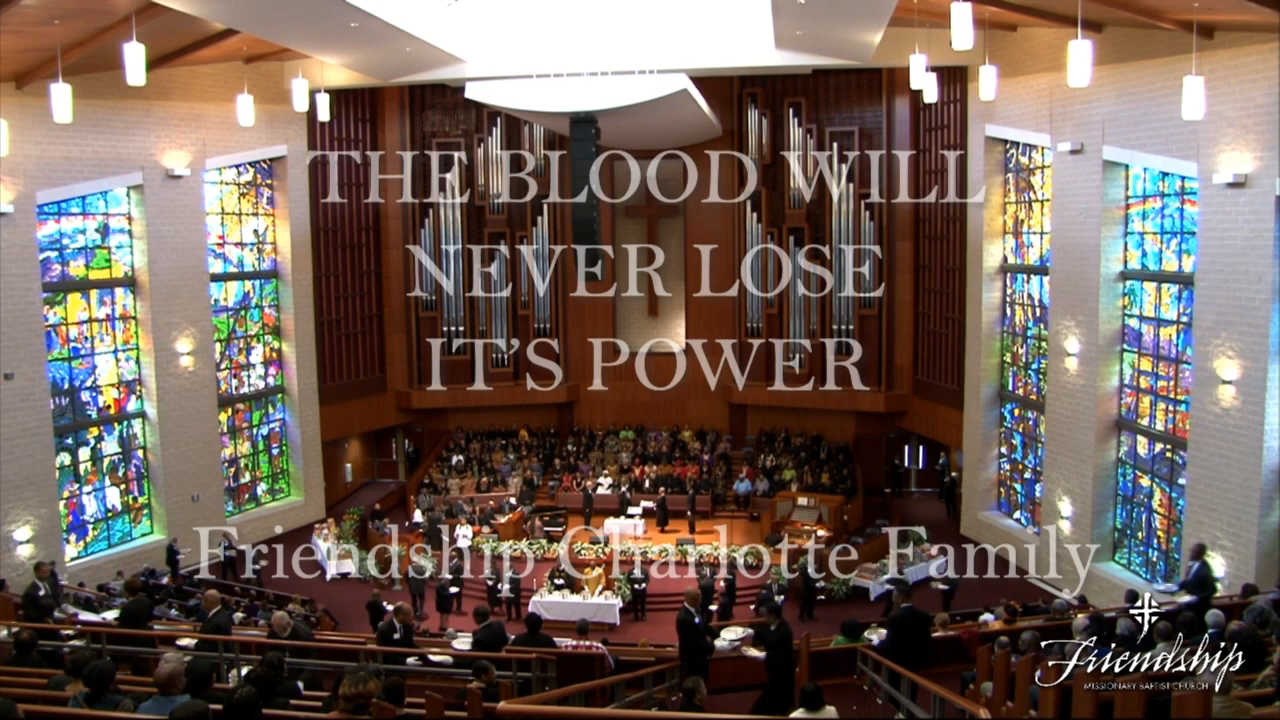 THE BLOOD WILL
NEVER LOSE
IT'S POWER
Friendship Charlotte Family
Friendship
MISSIONARY BAPTIST CHURCH